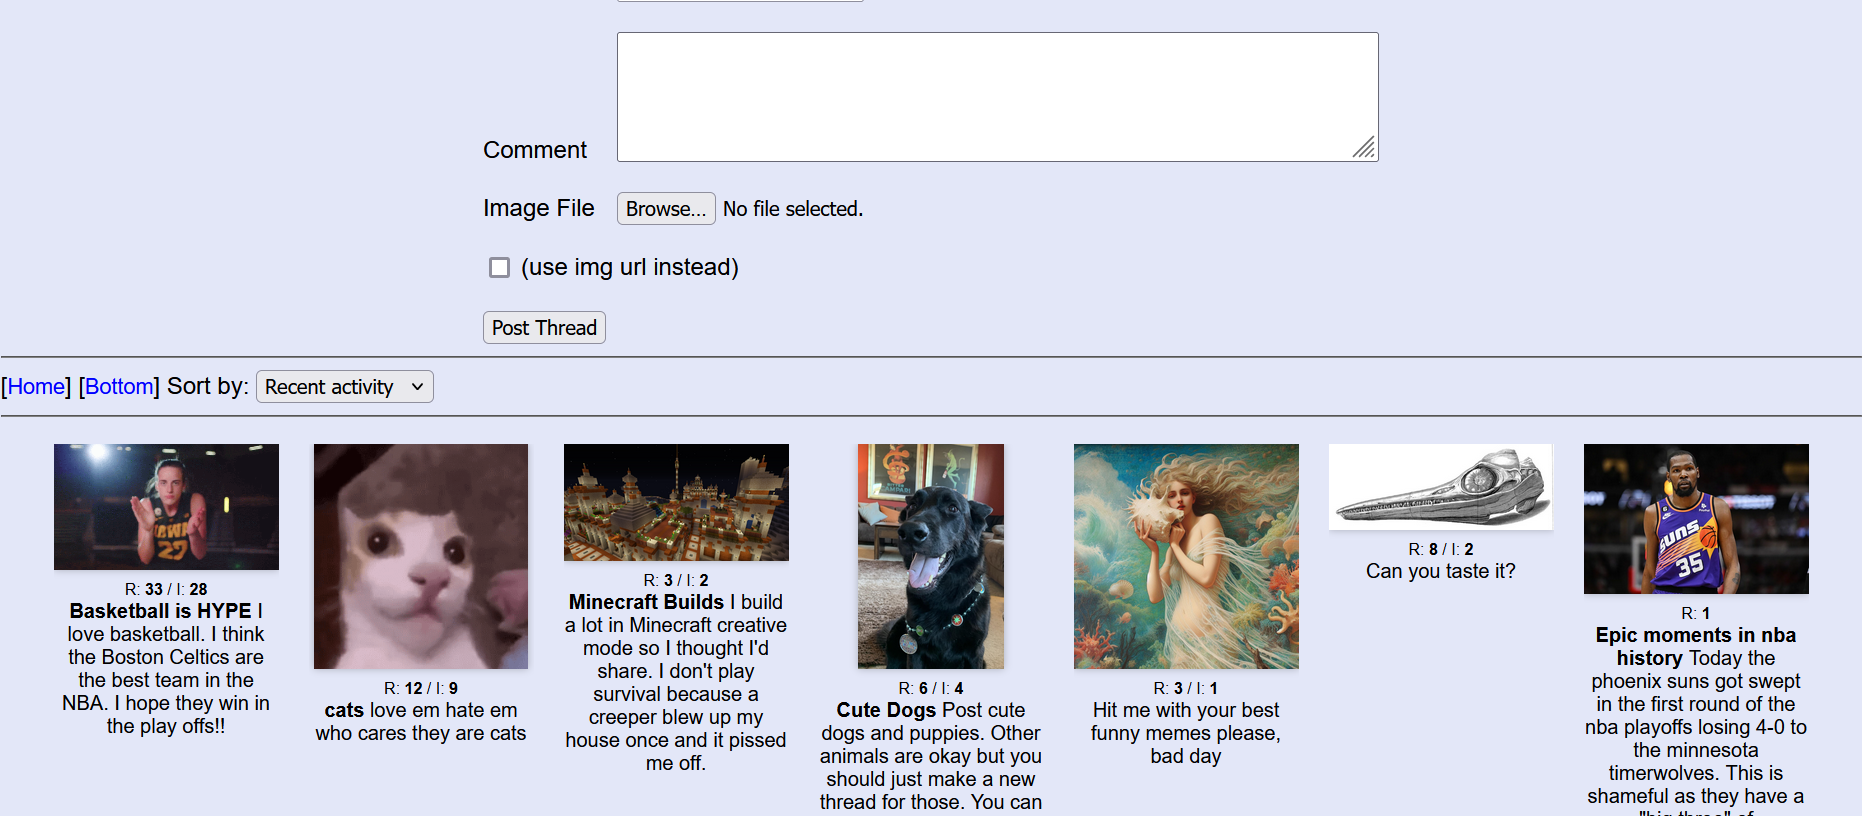 Comment
Image File
Browse...
No file selected.
(use img url instead)
Post Thread
[Home] [Bottom] Sort by: Recent activity
27
R: 33 / I: 28
Basketball is HYPE I
love basketball. I think
the Boston Celtics are
the best team in the
NBA. I hope they win in
the play offs!!
R: 12 / I: 9
cats love em hate em
who cares they are cats
R: 3 / I: 2
Minecraft Builds I build
a lot in Minecraft creative
mode so I thought I'd
share. I don't play
survival because a
creeper blew up my
house once and it pissed
me off.
R: 6 / I: 4
Cute Dogs Post cute
dogs and puppies. Other
animals are okay but you
should just make a new
thread for those. You can
R: 3 / I: 1
Hit me with your best
funny memes please,
bad day
R: 8 / I: 2
Can you taste it?
SUNS
35
R: 1
Epic moments in nba
history Today the
phoenix suns got swept
in the first round of the
nba playoffs losing 4-0 to
the minnesota
timerwolves. This is
shameful as they have a
"big three" of